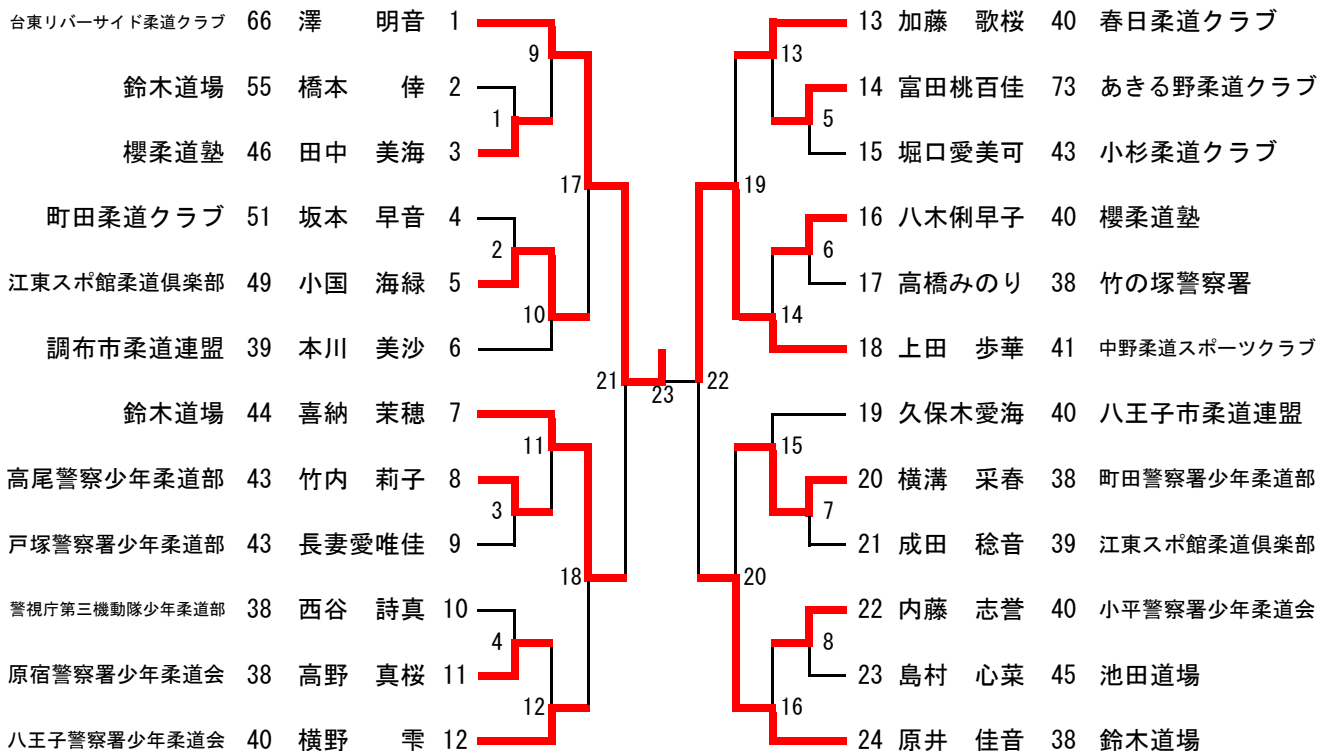 台東リバーサイド柔道クラブ 66 澤 明音 1
鈴木道場 55 橋本 倖 2
櫻柔道塾 46 田中 美海 3
町田柔道クラブ 51 坂本 早音 4
江東スポ館柔道倶楽部 49 小国 海緑 5
調布市柔道連盟 39 本川 美沙 6
鈴木道場 44 喜納 茉穂 7
高尾警察少年柔道部 43 竹内 莉子 8
戸塚警察署少年柔道部 43 長妻愛唯佳 9
警視庁第三機動隊少年柔道部 38 西谷 詩真 10
原宿警察署少年柔道会 38 高野 真桜 11
八王子警察署少年柔道会 40 横野 雫 12
9
1
17
2
10
21
11
3
18
4
12
23
13
5
19
6
14
22
15
7
20
8
16
13 加藤 歌桜 40 春日柔道クラブ
14 富田桃百佳 73 あきる野柔道クラブ
15 堀口愛美可 43 小杉柔道クラブ
16 八木俐早子 40 櫻柔道塾
17 高橋みのり 38 竹の塚警察署
18 上田 歩華 41 中野柔道スポーツクラブ
19 久保木愛海 40 八王子市柔道連盟
20 横溝 采春 38 町田警察署少年柔道部
21 成田 稔音 39 江東スポ館柔道倶楽部
22 内藤 志誉 40 小平警察署少年柔道会
23 島村 心菜 45 池田道場
24 原井 佳音 38 鈴木道場